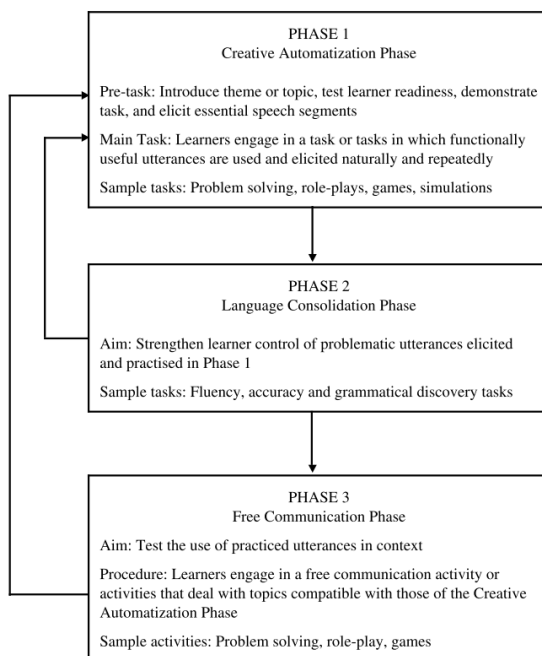 PHASE 1
Creative Automatization Phase
Pre-task: Introduce theme or topic, test learner readiness, demonstrate
task, and elicit essential speech segments
Main Task: Learners engage in a task or tasks in which functionally
useful utterances are used and elicited naturally and repeatedly
Sample tasks: Problem solving, role-plays, games, simulations
PHASE 2
Language Consolidation Phase
Aim: Strengthen learner control of problematic utterances elicited
and practised in Phase 1
Sample tasks: Fluency, accuracy and grammatical discovery tasks
PHASE 3
Free Communication Phase
Aim: Test the use of practiced utterances in context
Procedure: Learners engage in a free communication activity or
activities that deal with topics compatible with those of the Creative
Automatization Phase
Sample activities: Problem solving, role-play, games